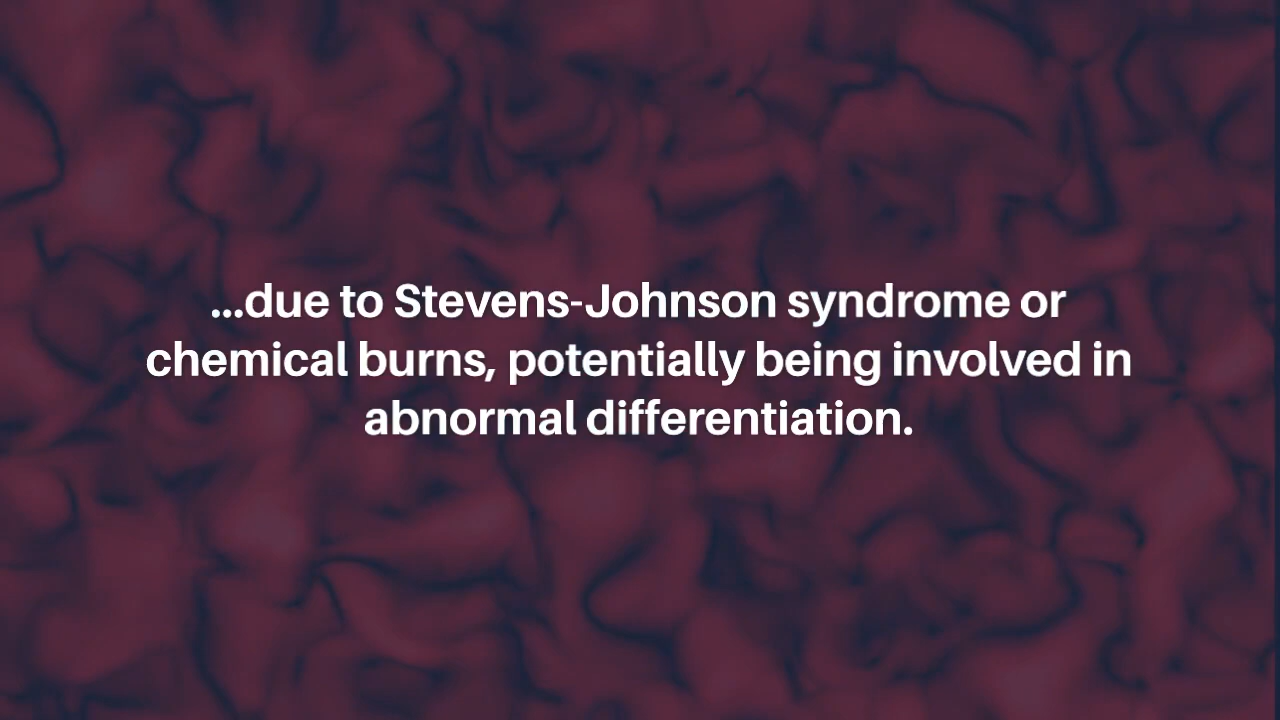 ...due to Stevens-Johnson syndrome or
chemical burns, potentially being involved in
abnormal differentiation.